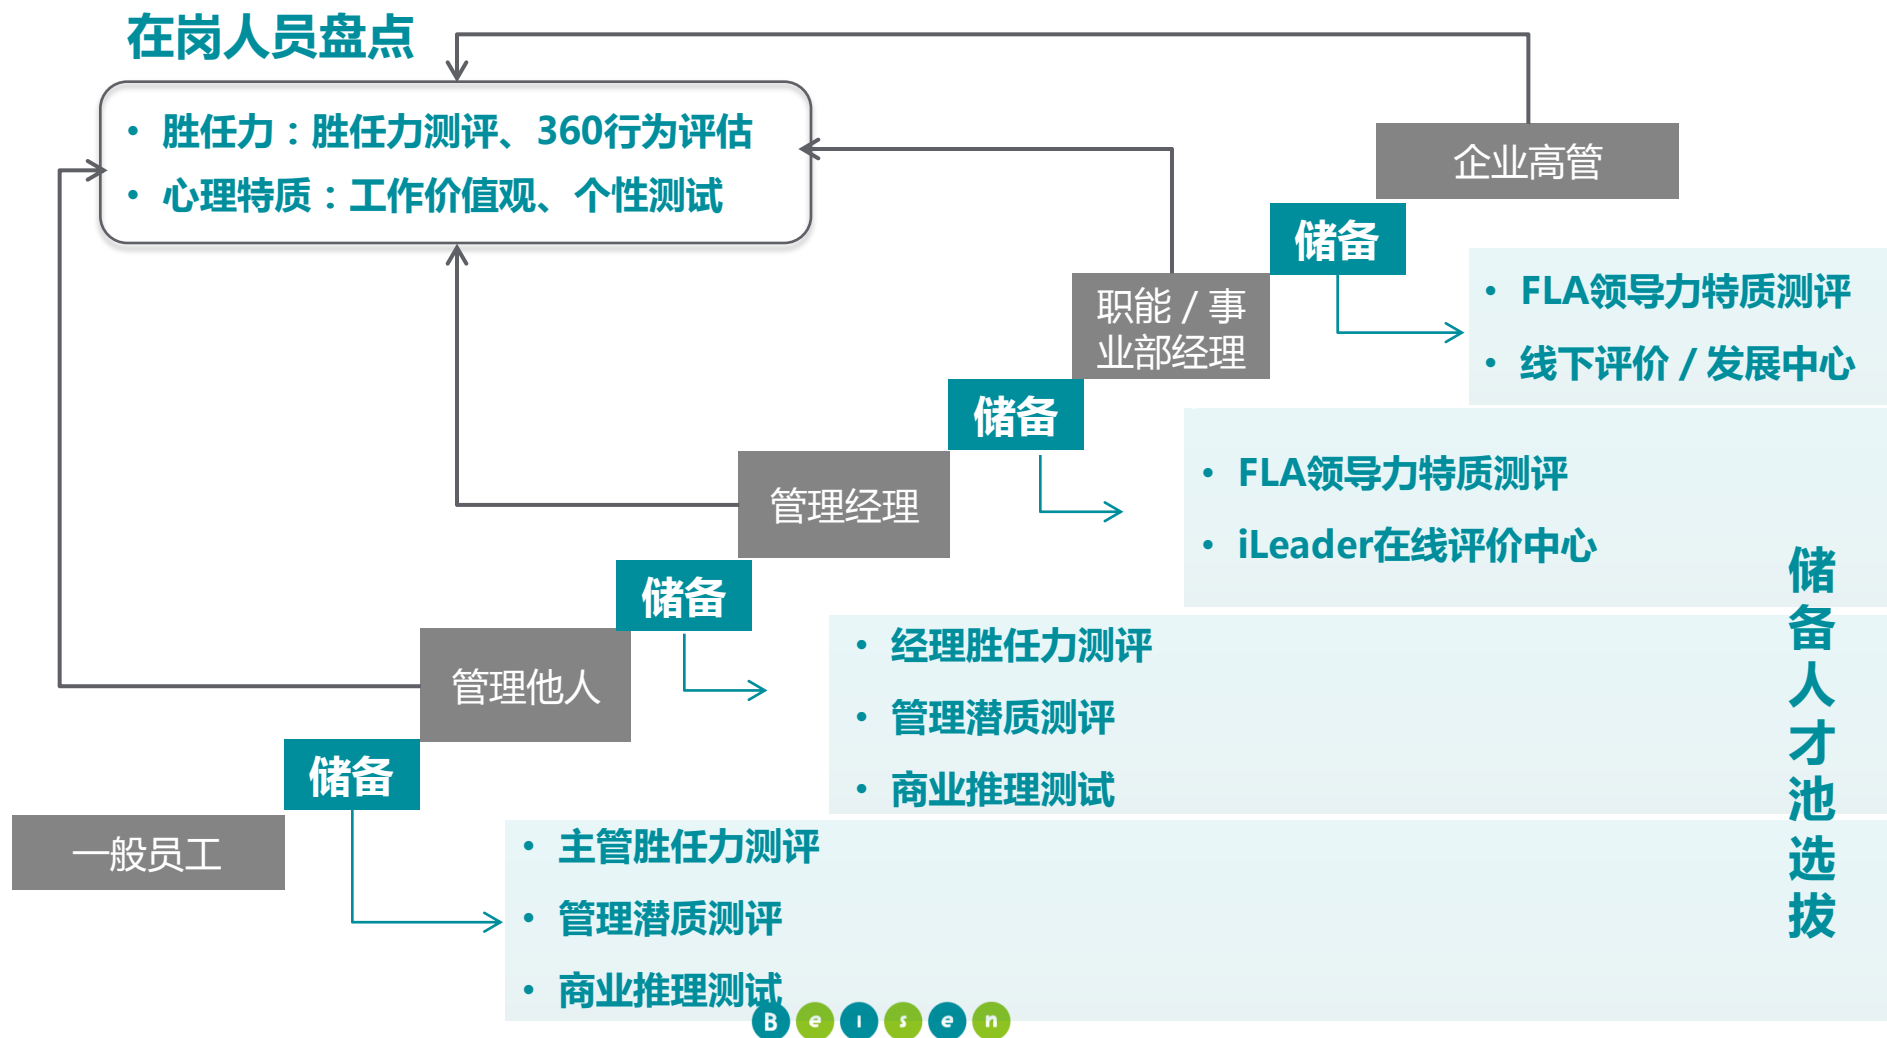 在岗人员盘点
• 胜任力：胜任力测评、360行为评估
• 心理特质：工作价值观、个性测试
企业高管
储备
• FLA领导力特质测评
• 线下评价 / 发展中心
职能 / 事
业部经理
储备
• FLA领导力特质测评
• iLeader在线评价中心
管理经理
储备
• 经理胜任力测评
• 管理潜质测评
• 商业推理测试
管理他人
储备
• 主管胜任力测评
• 管理潜质测评
• 商业推理测试
一般员工
储备人才池选拔
Beisen